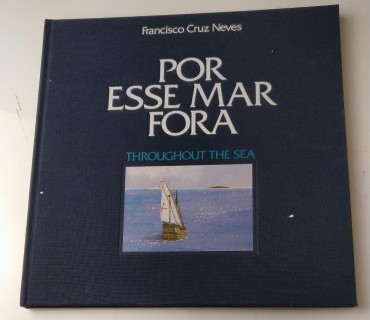 Francisco Cruz Neves
POR
ESSE MAR
FORA
THROUGHOUT THE SEA